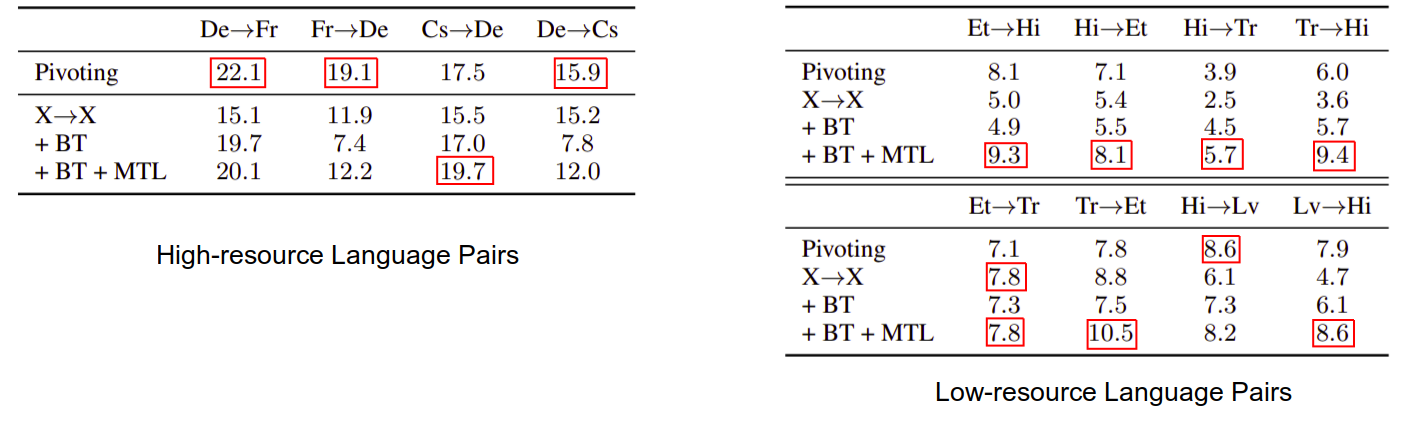 De→Fr Fr→De Cs→De De→Cs
Pivoting 22.1 19.1 17.5 15.9
X→X 15.1 11.9 15.5 15.2
+ BT 19.7 7.4 17.0 7.8
+ BT + MTL 20.1 12.2 19.7 12.0
High-resource Language Pairs
Et→Hi Hi→Et Hi→Tr Tr→Hi
Pivoting 8.1 7.1 3.9 6.0
X→X 5.0 5.4 2.5 3.6
+ BT 4.9 5.5 4.5 5.7
+ BT + MTL 9.3 8.1 5.7 9.4
Et→Tr Tr→Et Hi→Lv Lv→Hi
Pivoting 7.1 7.8 8.6 7.9
X→X 7.8 8.8 6.1 4.7
+ BT 7.3 7.5 7.3 6.1
+ BT + MTL 7.8 10.5 8.2 8.6
Low-resource Language Pairs